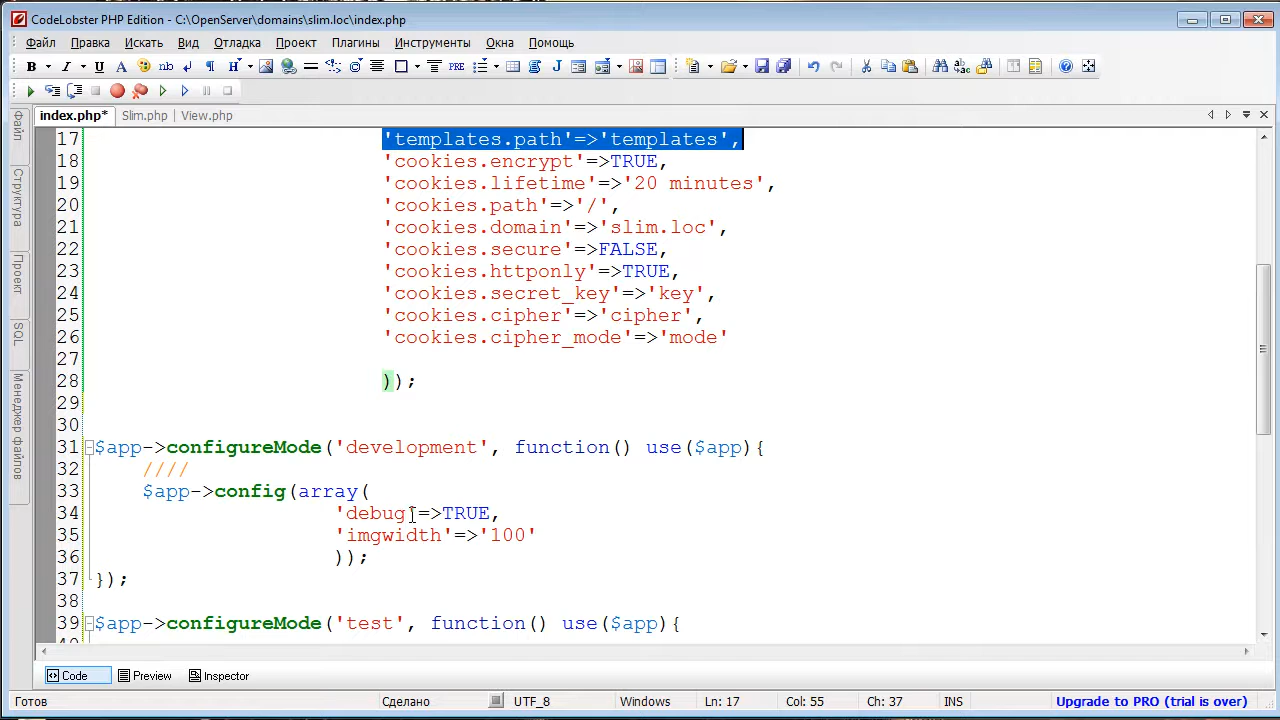 CodeLobster PHP Edition - C:\OpenServer\domains\slim.loc\index.php
Файл Правка Искать Вид Отладка Проект Плагины Инструменты Окна Помощь
B I U A nb ¶ H PRE
index.php* Slim.php View.php
Файл
Структура
Проект
SQL
Менеджер файлов
17 'templates.path'=>'templates',
18 'cookies.encrypt'=>TRUE,
19 'cookies.lifetime'=>'20 minutes',
20 'cookies.path'=>'/',
21 'cookies.domain'=>'slim.loc',
22 'cookies.secure'=>FALSE,
23 'cookies.httponly'=>TRUE,
24 'cookies.secret_key'=>'key',
25 'cookies.cipher'=>'cipher',
26 'cookies.cipher_mode'=>'mode'
27
28 ));
29
30
31 $app->configureMode('development', function() use($app){
32 ////
33 $app->config(array(
34 'debug'=>TRUE,
35 'imgwidth'=>'100'
36 ));
37 });
38
39 $app->configureMode('test', function() use($app){
Code Preview Inspector
Готов Сделано UTF_8 Windows Ln: 17 Col: 55 Ch: 37 INS Upgrade to PRO (trial is over)